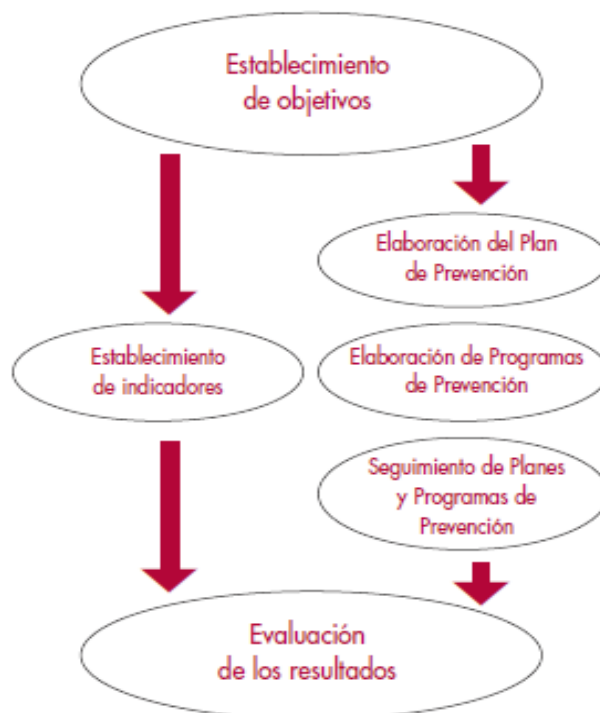 Establecimiento
de objetivos
Elaboración del Plan
de Prevención
Establecimiento
de indicadores
Elaboración de Programas
de Prevención
Seguimiento de Planes
y Programas de
Prevención
Evaluación
de los resultados